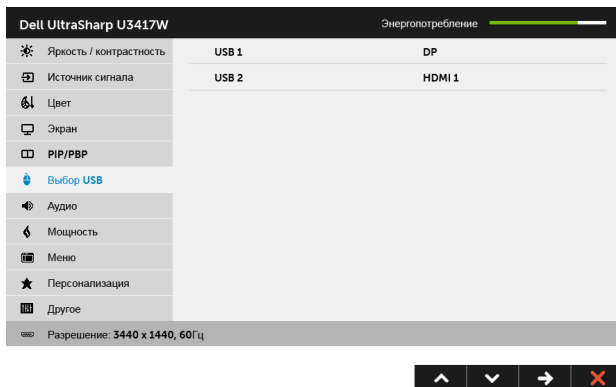 Dell UltraSharp U3417W
Энергопотребление
Яркость / контрастность
USB 1 DP
Источник сигнала
USB 2 HDMI 1
Цвет
Экран
PIP/PBP
Выбор USB
Аудио
Мощность
Меню
Персонализация
Другое
Разрешение: 3440 x 1440, 60Гц